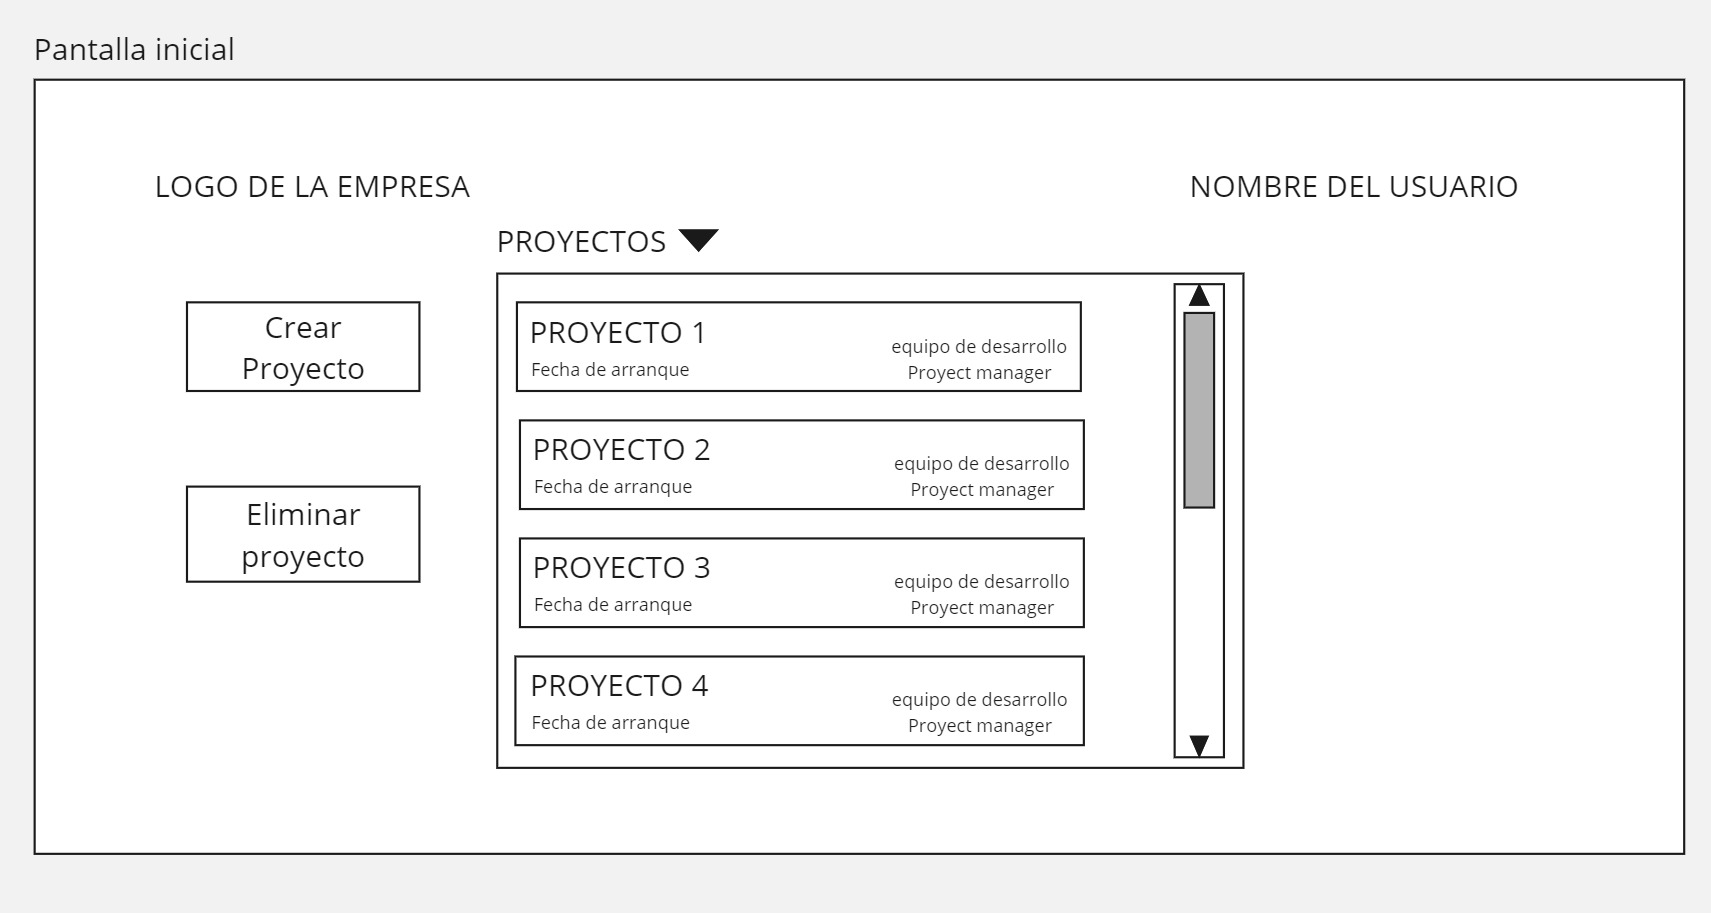 Pantalla inicial
LOGO DE LA EMPRESA
NOMBRE DEL USUARIO
PROYECTOS
Crear
Proyecto
Eliminar
proyecto
PROYECTO 1
Fecha de arranque
equipo de desarrollo
Proyect manager
PROYECTO 2
Fecha de arranque
equipo de desarrollo
Proyect manager
PROYECTO 3
Fecha de arranque
equipo de desarrollo
Proyect manager
PROYECTO 4
Fecha de arranque
equipo de desarrollo
Proyect manager